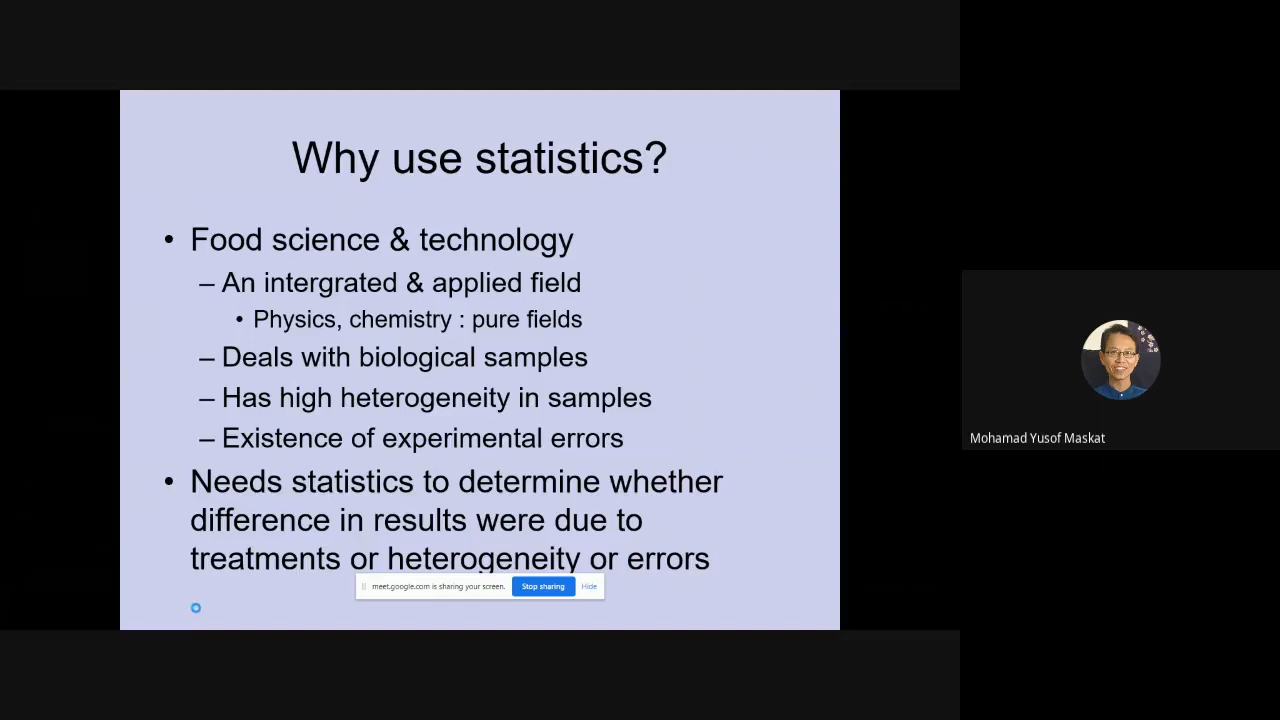 Why use statistics?
• Food science & technology
– An intergrated & applied field
• Physics, chemistry : pure fields
– Deals with biological samples
– Has high heterogeneity in samples
– Existence of experimental errors
• Needs statistics to determine whether
difference in results were due to
treatments or heterogeneity or errors
meet.google.com is sharing your screen. Stop sharing Hide
Mohamad Yusof Maskat